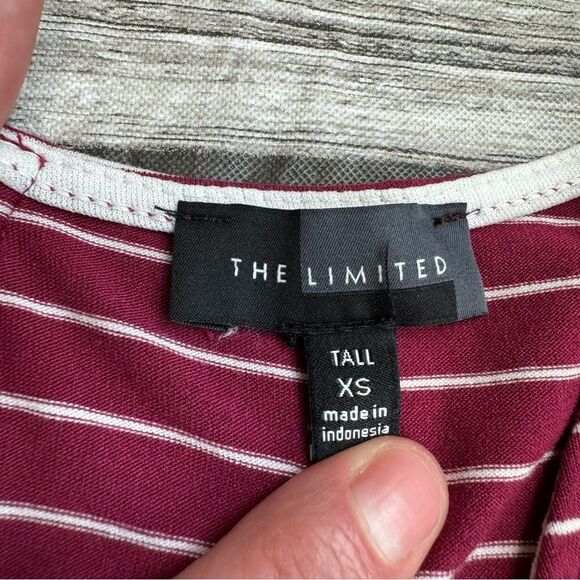 THE LIMITED
TALL
XS
made in
indonesia